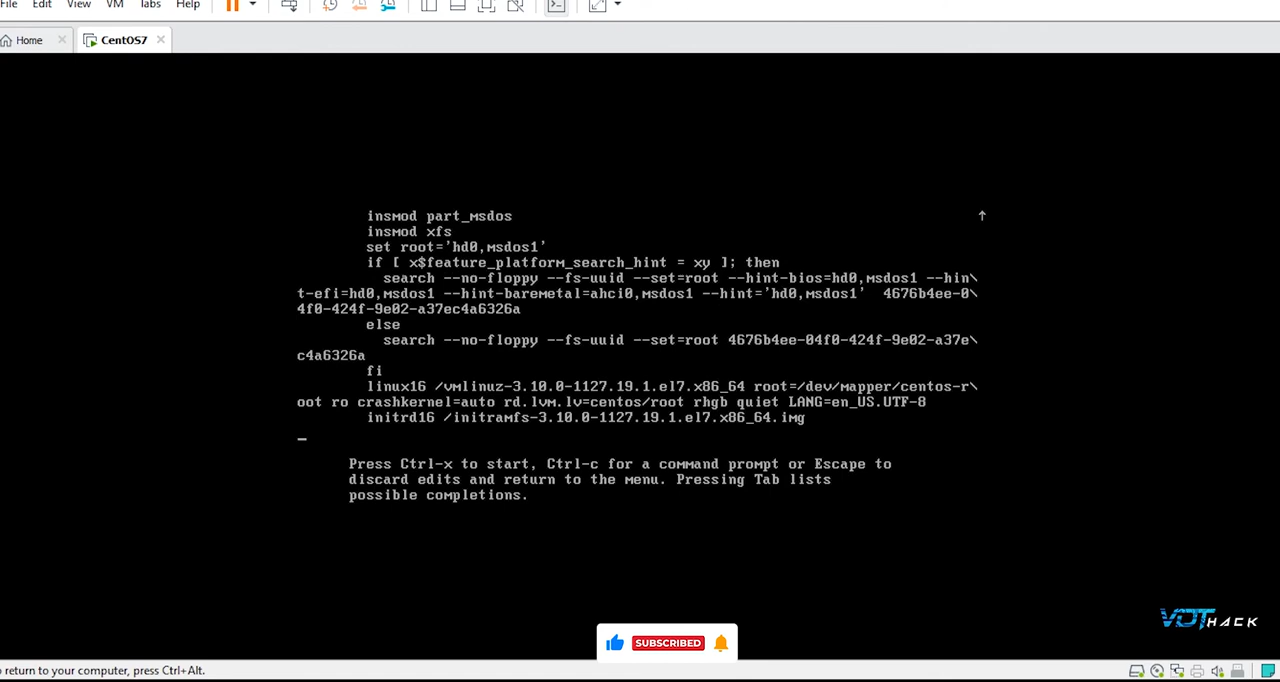 File Edit View VM Tabs Help
Home CentOS7
insmod part_msdos ↑
insmod xfs
set root='hd0,msdos1'
if [ x$feature_platform_search_hint = xy ]; then
search --no-floppy --fs-uuid --set=root --hint-bios=hd0,msdos1 --hin\
t-efi=hd0,msdos1 --hint-baremetal=ahci0,msdos1 --hint='hd0,msdos1' 4676b4ee-0\
4f0-424f-9e02-a37ec4a6326a
else
search --no-floppy --fs-uuid --set=root 4676b4ee-04f0-424f-9e02-a37e\
c4a6326a
fi
linux16 /vmlinuz-3.10.0-1127.19.1.el7.x86_64 root=/dev/mapper/centos-r\
oot ro crashkernel=auto rd.lvm.lv=centos/root rhgb quiet LANG=en_US.UTF-8
initrd16 /initramfs-3.10.0-1127.19.1.el7.x86_64.img
Press Ctrl-x to start, Ctrl-c for a command prompt or Escape to
discard edits and return to the menu. Pressing Tab lists
possible completions.
VDT HACK
SUBSCRIBED
o return to your computer, press Ctrl+Alt.